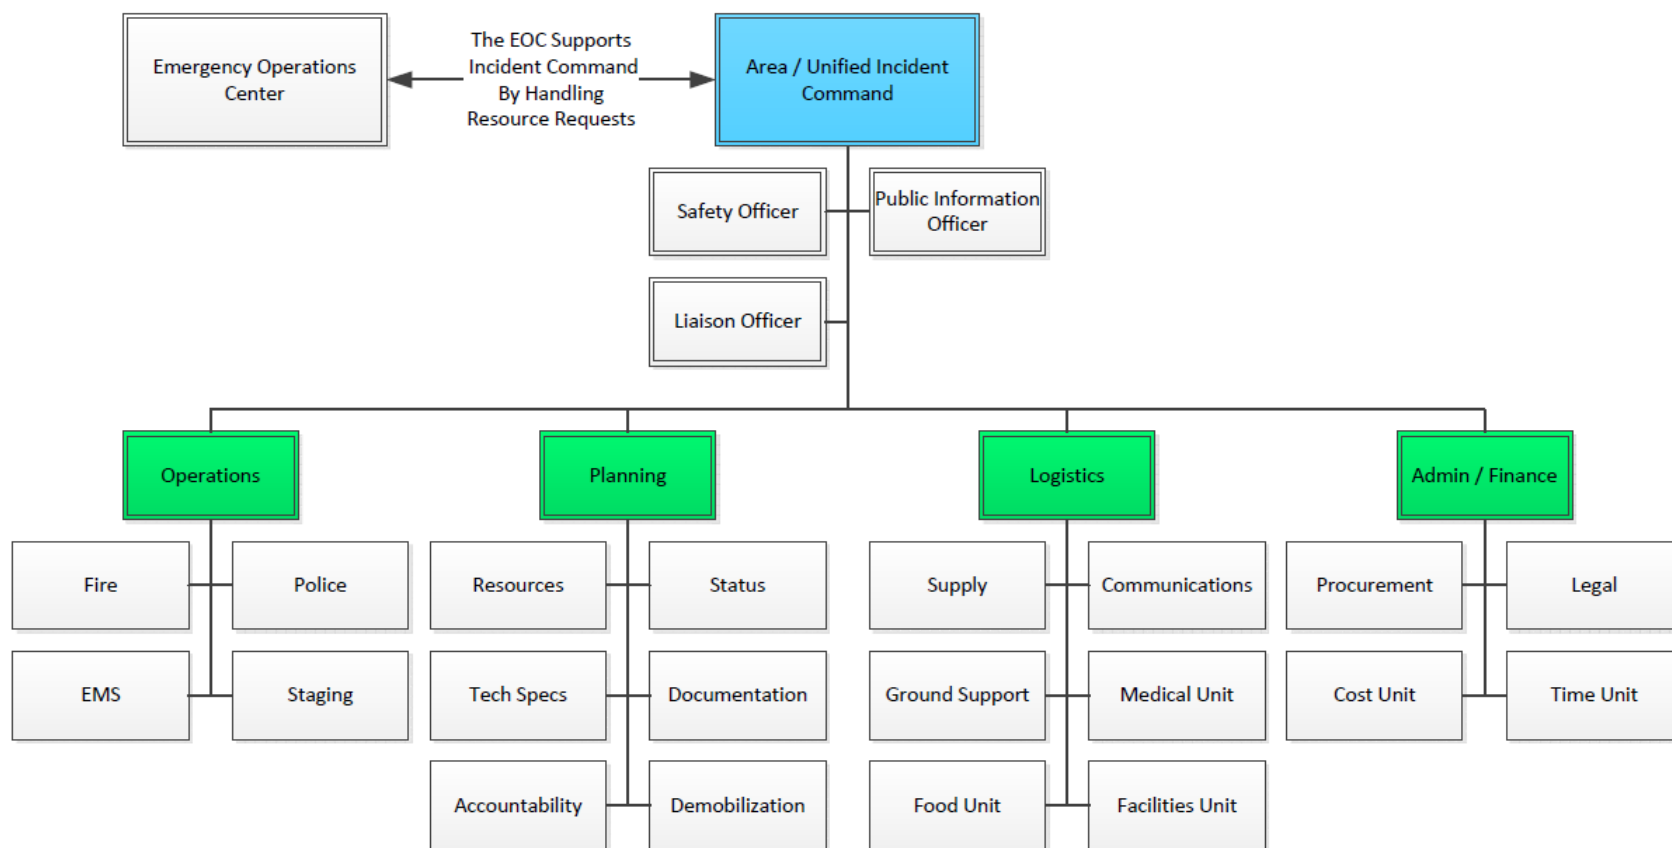 Emergency Operations
Center
The EOC Supports
Incident Command
By Handling
Resource Requests
Area / Unified Incident
Command
Safety Officer
Public Information
Officer
Liaison Officer
Operations
Planning
Logistics
Admin / Finance
Fire
Police
Resources
Status
Supply
Communications
Procurement
Legal
EMS
Staging
Tech Specs
Documentation
Ground Support
Medical Unit
Cost Unit
Time Unit
Accountability
Demobilization
Food Unit
Facilities Unit